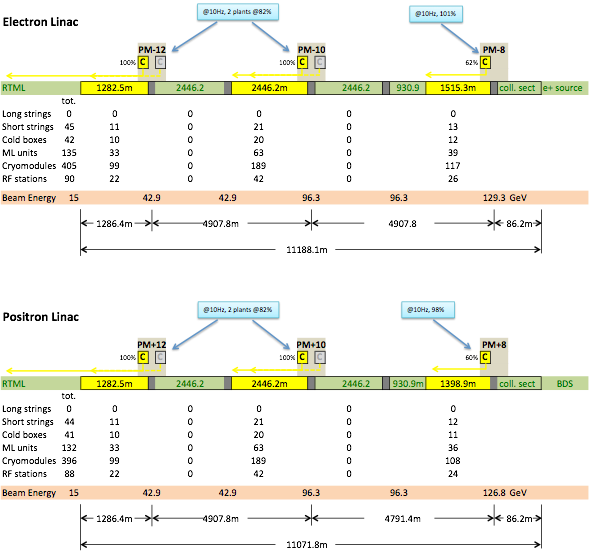 @10Hz, 2 plants @82%
@10Hz, 101%
Electron Linac
PM-12 PM-10 PM-8
100% C C 100% C C 62% C
RTML 1282.5m 2446.2 2446.2m 2446.2 930.9 1515.3m coll. sect e+ source
tot.
Long strings 0 0 0 0 0 0
Short strings 45 11 0 21 0 13
Cold boxes 42 10 0 20 0 12
ML units 135 33 0 63 0 39
Cryomodules 405 99 0 189 0 117
RF stations 90 22 0 42 0 26
Beam Energy 15 42.9 42.9 96.3 96.3 129.3 GeV
1286.4m 4907.8m 4907.8 86.2m
11188.1m
@10Hz, 2 plants @82%
@10Hz, 98%
Positron Linac
PM+12 PM+10 PM+8
100% C C 100% C C 60% C
RTML 1282.5m 2446.2 2446.2m 2446.2 930.9m 1398.9m coll. sect BDS
tot.
Long strings 0 0 0 0 0 0
Short strings 44 11 0 21 0 12
Cold boxes 41 10 0 20 0 11
ML units 132 33 0 63 0 36
Cryomodules 396 99 0 189 0 108
RF stations 88 22 0 42 0 24
Beam Energy 15 42.9 42.9 96.3 96.3 126.8 GeV
1286.4m 4907.8m 4791.4m 86.2m
11071.8m